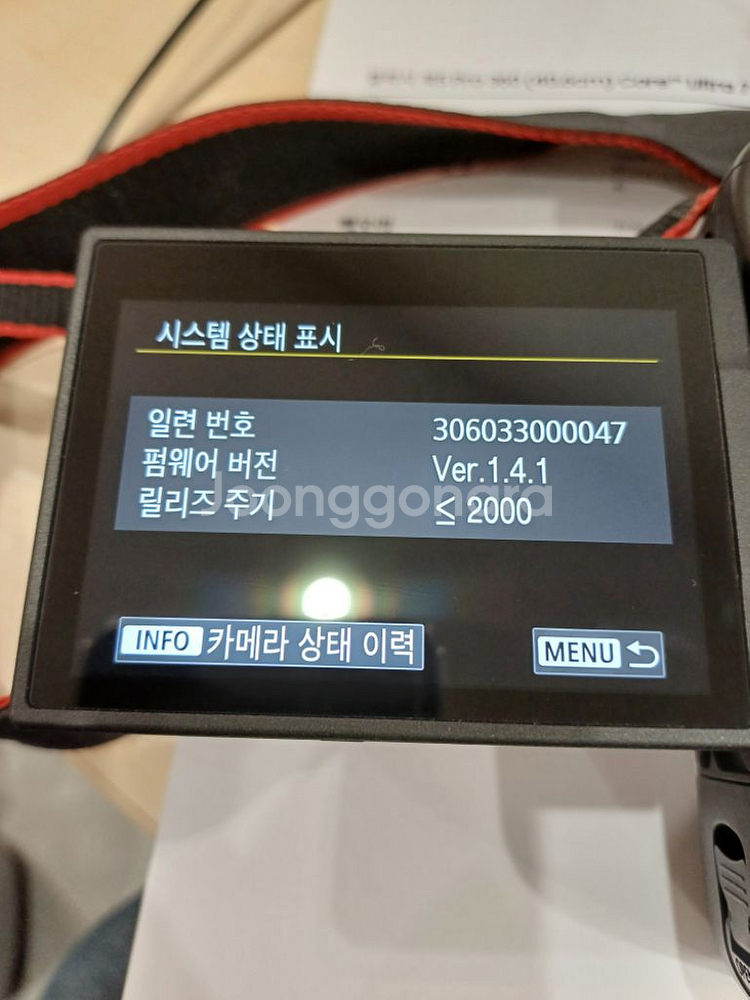 시스템 상태 표시
일련 번호 306033000047
펌웨어 버전 Ver.1.4.1
릴리즈 주기 ≤ 2000
Joonggonara
INFO 카메라 상태 이력
MENU